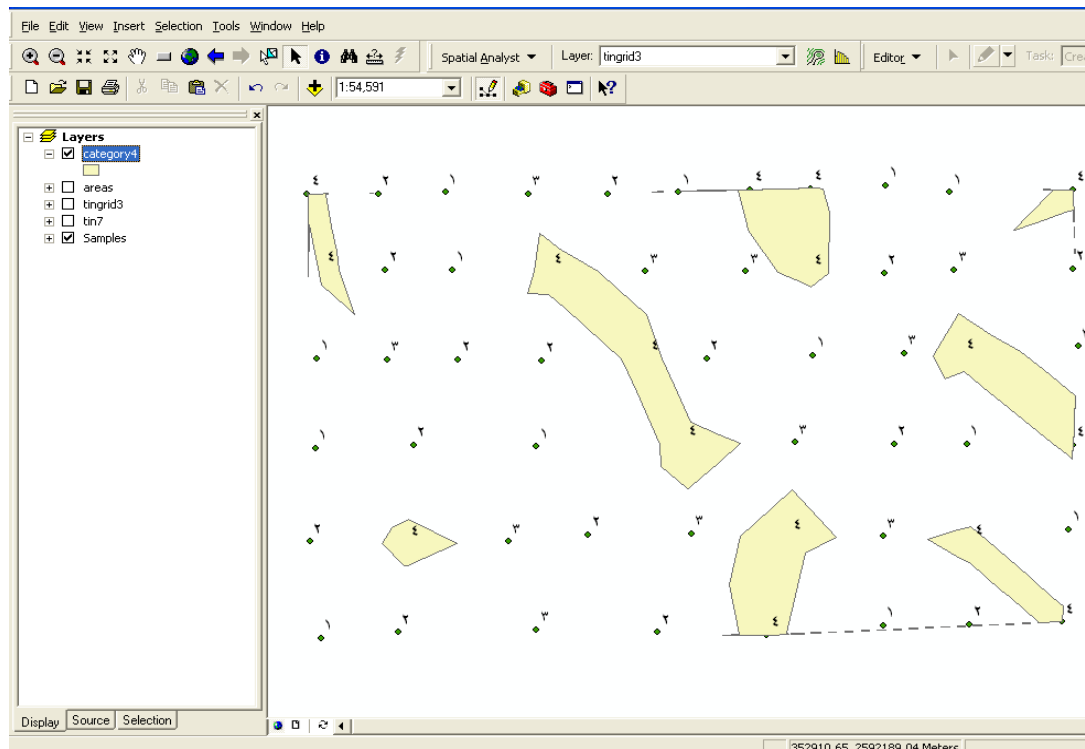 File Edit View Insert Selection Tools Window Help
Spatial Analyst Layer: tingrid3 Editor Task: Crea
1:54,591
Layers
category4
areas
tingrid3
tin7
Samples
Display Source Selection
٤ ٢ ١ ٣ ٢ ١ ٤ ٤ ١ ١ ٤
٤ ٢ ١ ٤ ٣ ٣ ٤ ٢ ٣ ٢
١ ٣ ٢ ٢ ٤ ٢ ١ ٣ ٤ ١
١ ٢ ١ ٤ ٣ ٢ ١ ٤
٢ ٤ ٣ ٢ ٣ ٤ ٣ ٤ ١
١ ٢ ٣ ٢ ٤ ١ ٢ ٤
352910.65 2592189.04 Meters